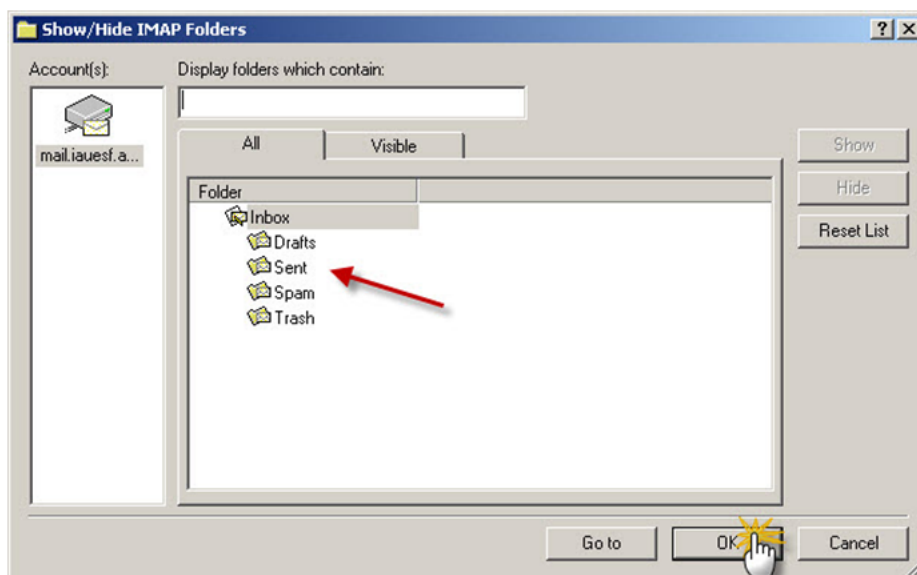 Show/Hide IMAP Folders
Account(s):
Display folders which contain:
mail.iauesf.a...
All
Visible
Show
Hide
Reset List
Folder
Inbox
Drafts
Sent
Spam
Trash
Go to
OK
Cancel